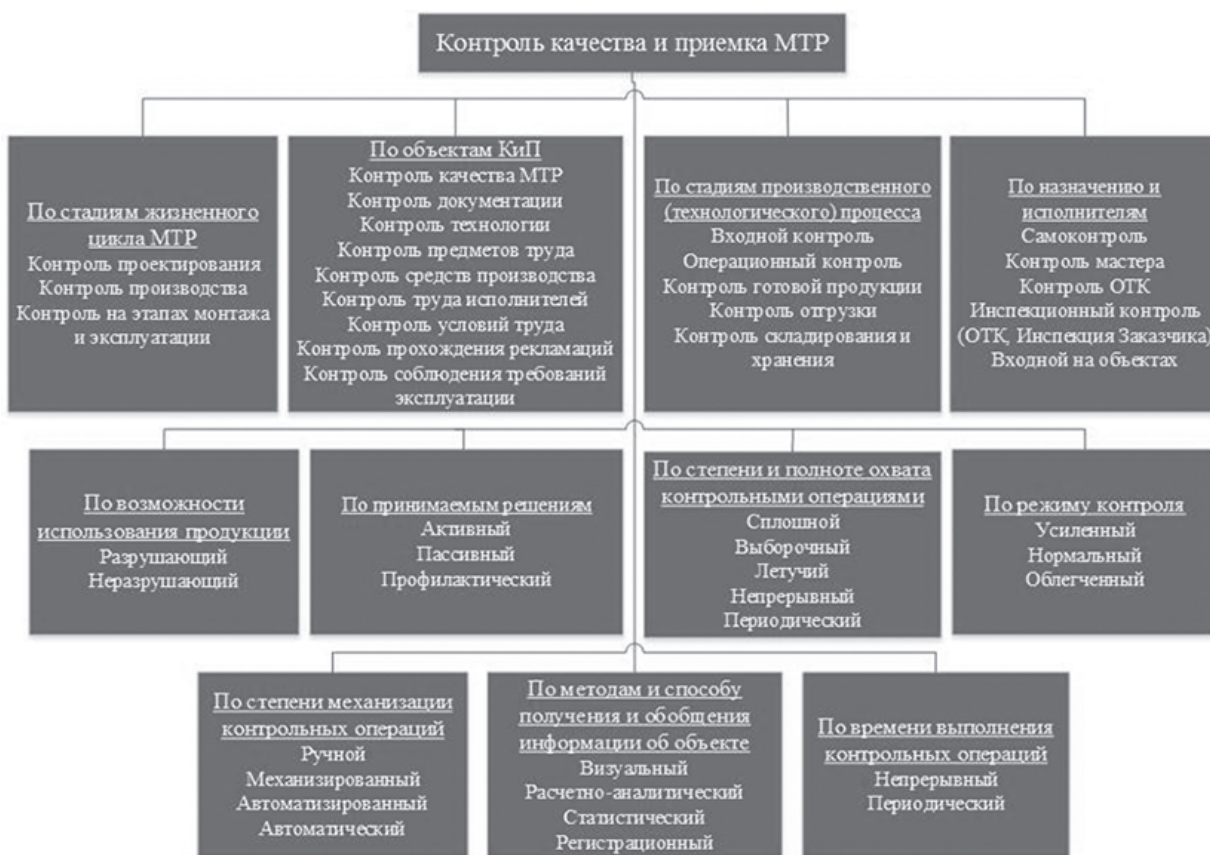 Контроль качества и приемка МТР
По стадиям жизненного
цикла МТР
Контроль проектирования
Контроль производства
Контроль на этапах монтажа
и эксплуатации
По объектам КиП
Контроль качества МТР
Контроль документации
Контроль технологии
Контроль предметов труда
Контроль средств производства
Контроль труда исполнителей
Контроль условий труда
Контроль прохождения рекламаций
Контроль соблюдения требований
эксплуатации
По стадиям производственного
(технологического) процесса
Входной контроль
Операционный контроль
Контроль готовой продукции
Контроль отгрузки
Контроль складирования и
хранения
По назначению и
исполнителям
Самоконтроль
Контроль мастера
Контроль ОТК
Инспекционный контроль
(ОТК, Инспекция Заказчика)
Входной на объектах
По возможности
использования продукции
Разрушающий
Неразрушающий
По принимаемым решениям
Активный
Пассивный
Профилактический
По степени и полноте охвата
контрольными операциями
Сплошной
Выборочный
Летучий
Непрерывный
Периодический
По режиму контроля
Усиленный
Нормальный
Облегченный
По степени механизации
контрольных операций
Ручной
Механизированный
Автоматизированный
Автоматический
По методам и способу
получения и обобщения
информации об объекте
Визуальный
Расчетно-аналитический
Статистический
Регистрационный
По времени выполнения
контрольных операций
Непрерывный
Периодический